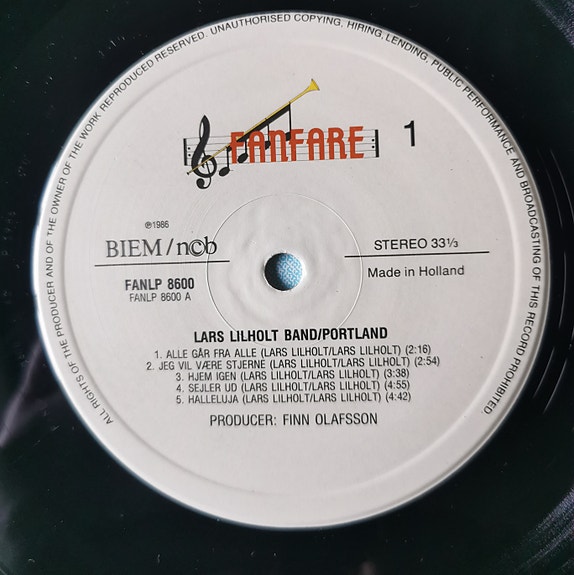 ALL RIGHTS OF THE PRODUCER AND OF THE OWNER OF THE WORK REPRODUCED RESERVED. UNAUTHORISED COPYING, HIRING, LENDING, PUBLIC PERFORMANCE AND BROADCASTING OF THIS RECORD PROHIBITED
FANFARE 1
℗1986
BIEM/n©b STEREO 33⅓
FANLP 8600 Made in Holland
FANLP 8600 A
LARS LILHOLT BAND/PORTLAND
1. ALLE GÅR FRA ALLE (LARS LILHOLT/LARS LILHOLT) (2:16)
2. JEG VIL VÆRE STJERNE (LARS LILHOLT/LARS LILHOLT) (2:54)
3. HJEM IGEN (LARS LILHOLT/LARS LILHOLT) (3:38)
4. SEJLER UD (LARS LILHOLT/LARS LILHOLT) (4:55)
5. HALLELUJA (LARS LILHOLT/LARS LILHOLT) (4:42)
PRODUCER: FINN OLAFSSON